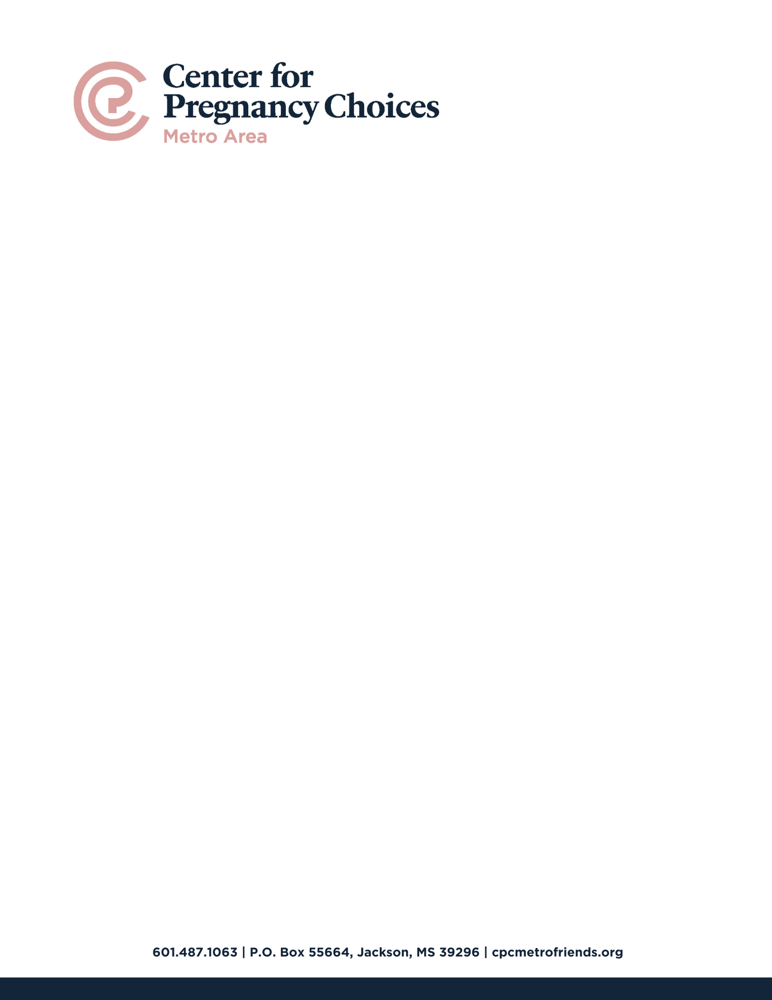 Center for
Pregnancy Choices
Metro Area
601.487.1063 | P.O. Box 55664, Jackson, MS 39296 | cpcmetrofriends.org